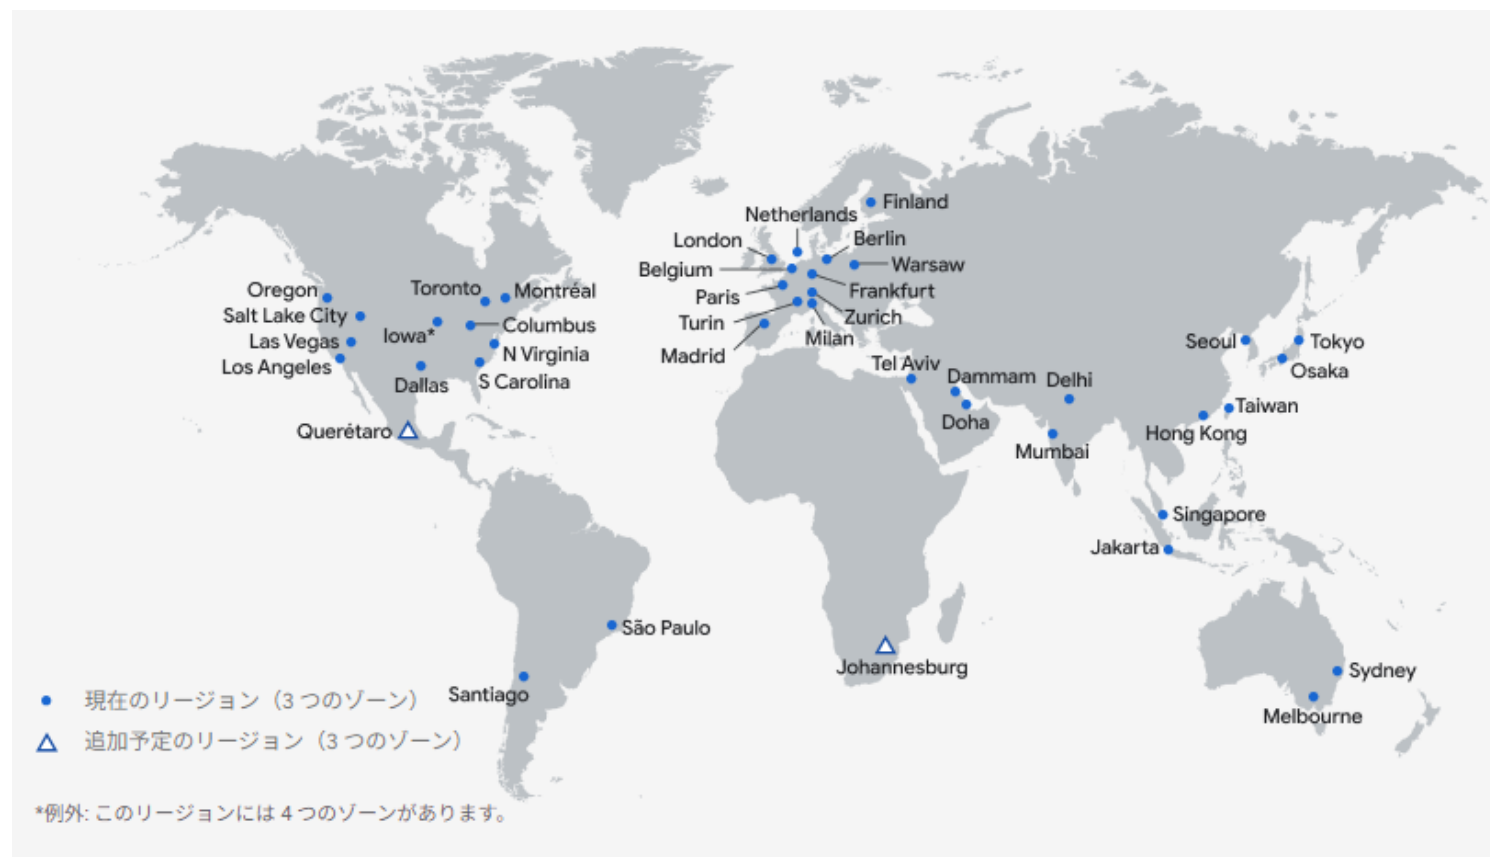 Finland
Netherlands
London
Berlin
Belgium
Warsaw
Oregon
Toronto
Montréal
Paris
Frankfurt
Salt Lake City
Iowa*
Columbus
Turin
Zurich
Las Vegas
N Virginia
Madrid
Milan
Seoul
Tokyo
Los Angeles
Dallas
S Carolina
Tel Aviv
Dammam
Delhi
Osaka
Querétaro
Doha
Taiwan
Mumbai
Hong Kong
Singapore
Jakarta
São Paulo
Johannesburg
Sydney
Santiago
Melbourne
現在のリージョン（3 つのゾーン）
追加予定のリージョン（3 つのゾーン）
*例外: このリージョンには 4 つのゾーンがあります。